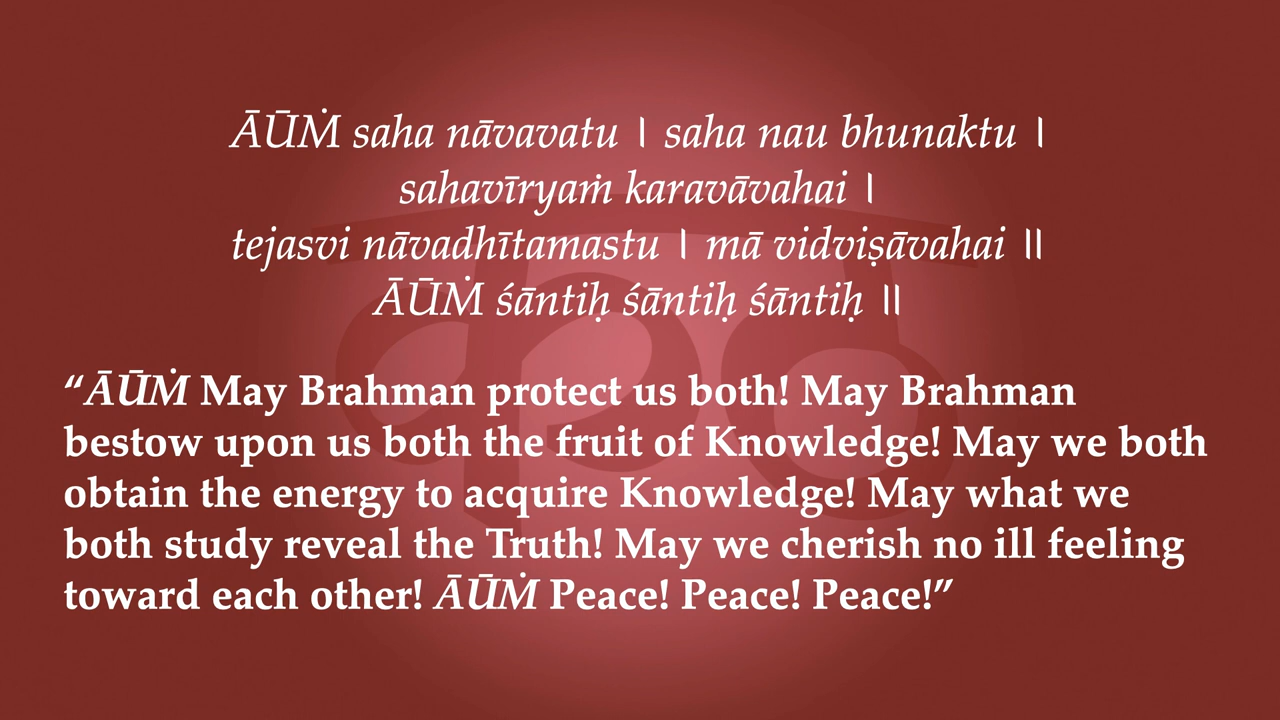 ĀŪṀ saha nāvavatu । saha nau bhunaktu ।
sahavīryaṁ karavāvahai ।
tejasvi nāvadhītamastu । mā vidviṣāvahai ॥
ĀŪṀ śāntiḥ śāntiḥ śāntiḥ ॥
“ĀŪṀ May Brahman protect us both! May Brahman
bestow upon us both the fruit of Knowledge! May we both
obtain the energy to acquire Knowledge! May what we
both study reveal the Truth! May we cherish no ill feeling
toward each other! ĀŪṀ Peace! Peace! Peace!”